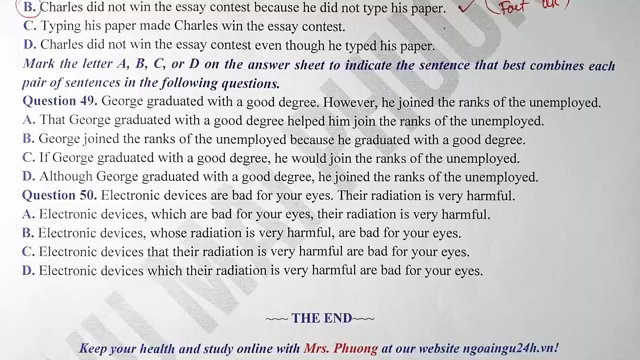 B. Charles did not win the essay contest because he did not type his paper. (Fact
C. Typing his paper made Charles win the essay contest.
D. Charles did not win the essay contest even though he typed his paper.
Mark the letter A, B, C, or D on the answer sheet to indicate the sentence that best combines each
pair of sentences in the following questions.
Question 49. George graduated with a good degree. However, he joined the ranks of the unemployed.
A. That George graduated with a good degree helped him join the ranks of the unemployed.
B. George joined the ranks of the unemployed because he graduated with a good degree.
C. If George graduated with a good degree, he would join the ranks of the unemployed.
D. Although George graduated with a good degree, he joined the ranks of the unemployed.
Question 50. Electronic devices are bad for your eyes. Their radiation is very harmful.
A. Electronic devices, which are bad for your eyes, their radiation is very harmful.
B. Electronic devices, whose radiation is very harmful, are bad for your eyes.
C. Electronic devices that their radiation is very harmful are bad for your eyes.
D. Electronic devices which their radiation is very harmful are bad for your eyes.
~~~ THE END~~~
Keep your health and study online with Mrs. Phuong at our website ngoaingu24h.vn!